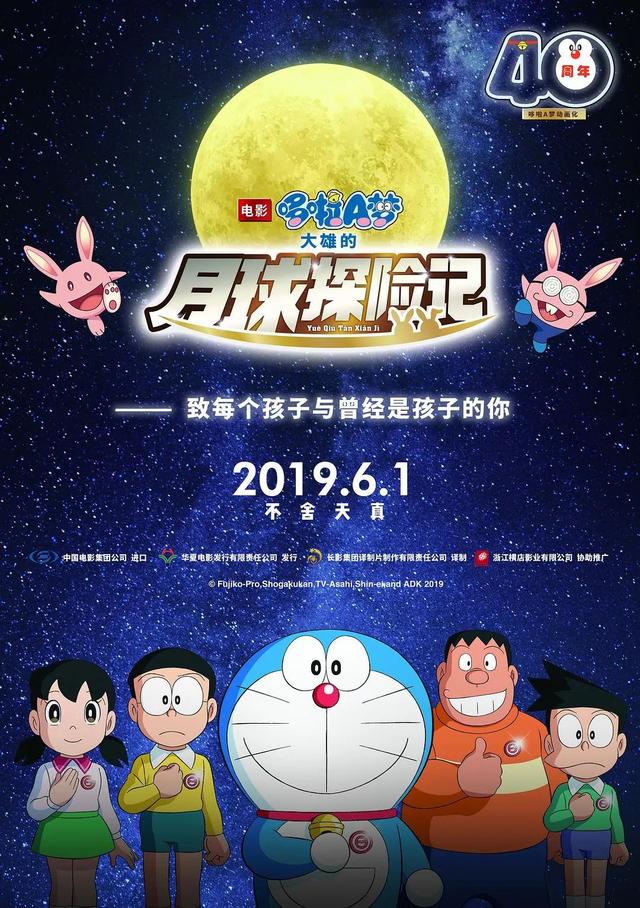 40
周年
哆啦A梦动画化
电影 哆啦A梦
大雄的
月球探险记
Yuè Qiú Tàn Xiǎn Jì
—— 致每个孩子与曾经是孩子的你
2019.6.1
不舍天真
中国电影集团公司 进口 华夏电影发行有限责任公司 发行 长影集团译制片制作有限责任公司 译制 浙江横店影业有限公司 协助推广
© Fujiko-Pro,Shogakukan,TV-Asahi,Shin-ei,and ADK 2019